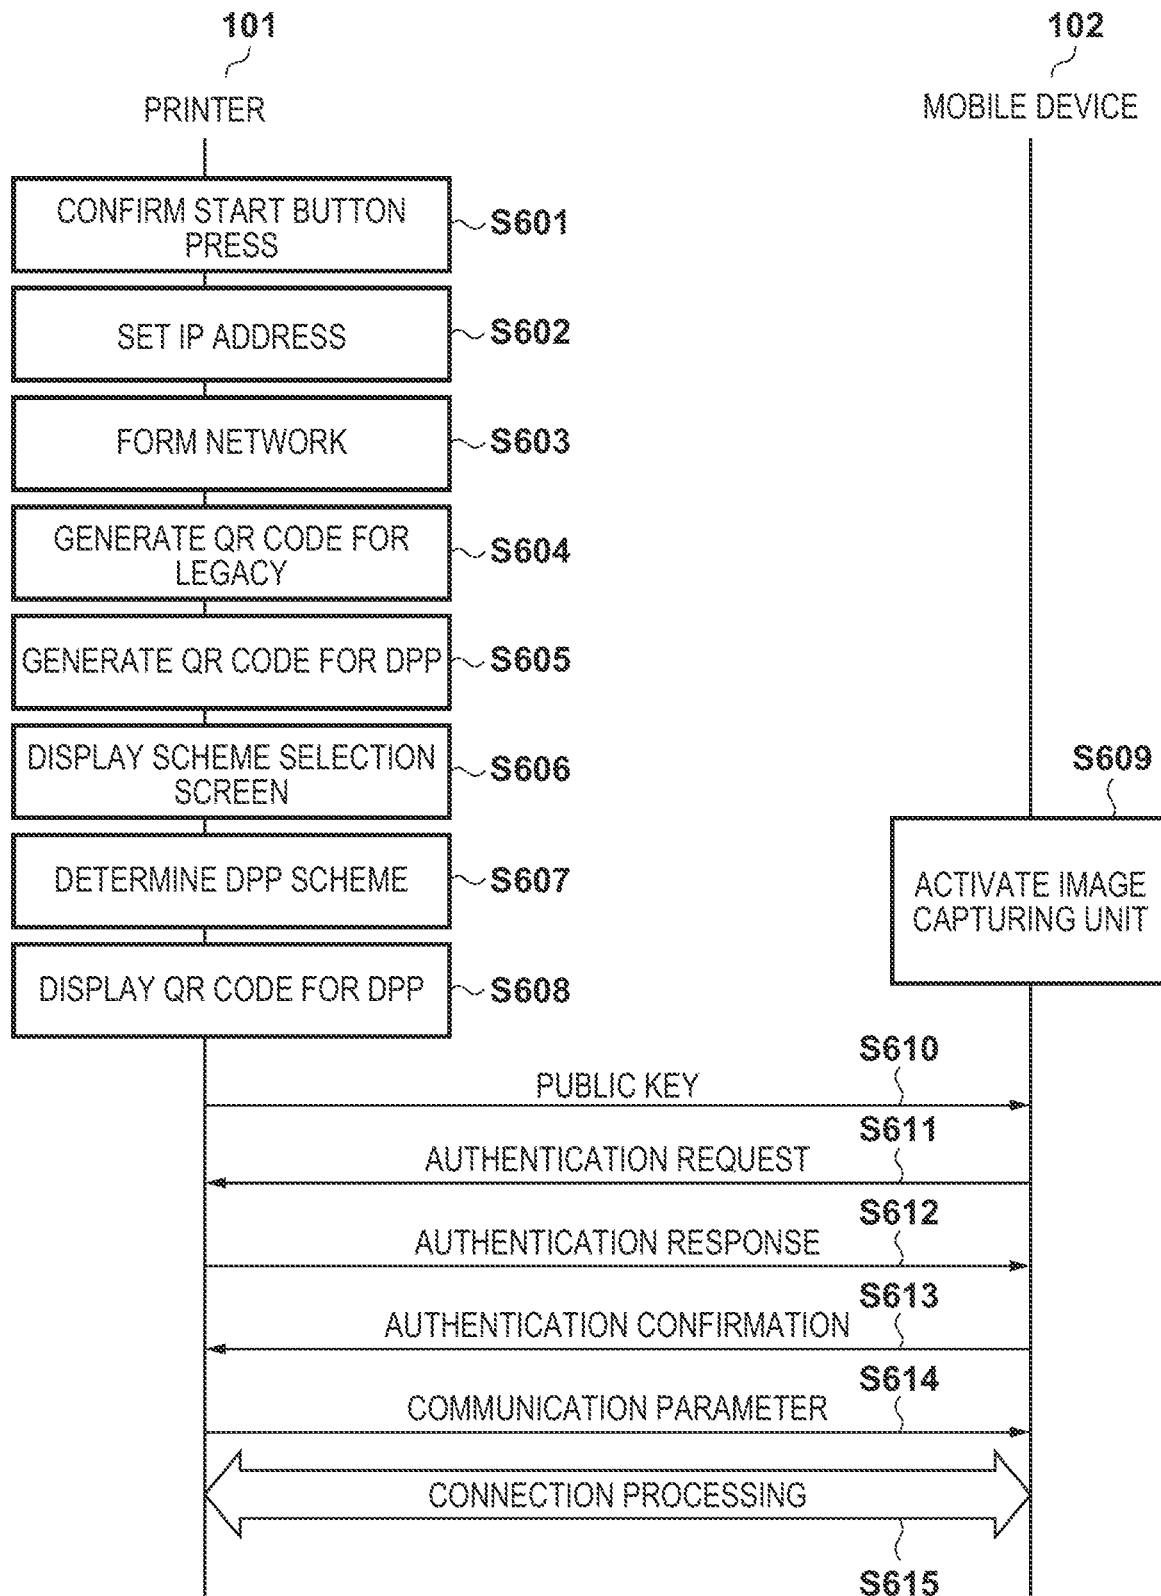 101
102
PRINTER
MOBILE DEVICE
CONFIRM START BUTTON
PRESS
S601
SET IP ADDRESS
S602
FORM NETWORK
S603
GENERATE QR CODE FOR
LEGACY
S604
GENERATE QR CODE FOR DPP
S605
DISPLAY SCHEME SELECTION
SCREEN
S606
S609
DETERMINE DPP SCHEME
S607
ACTIVATE IMAGE
CAPTURING UNIT
DISPLAY QR CODE FOR DPP
S608
S610
PUBLIC KEY
S611
AUTHENTICATION REQUEST
S612
AUTHENTICATION RESPONSE
S613
AUTHENTICATION CONFIRMATION
S614
COMMUNICATION PARAMETER
CONNECTION PROCESSING
S615